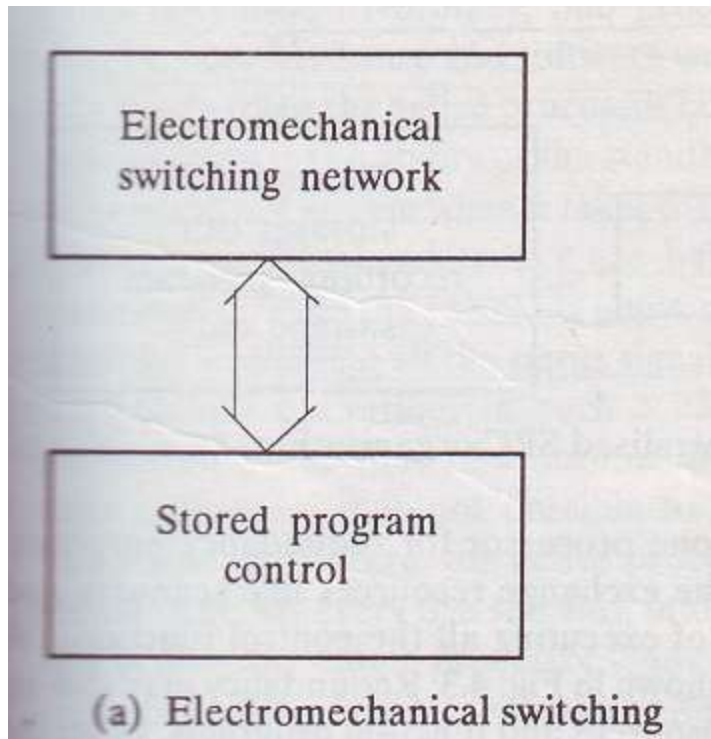 Electromechanical
switching network
Stored program
control
(a) Electromechanical switching